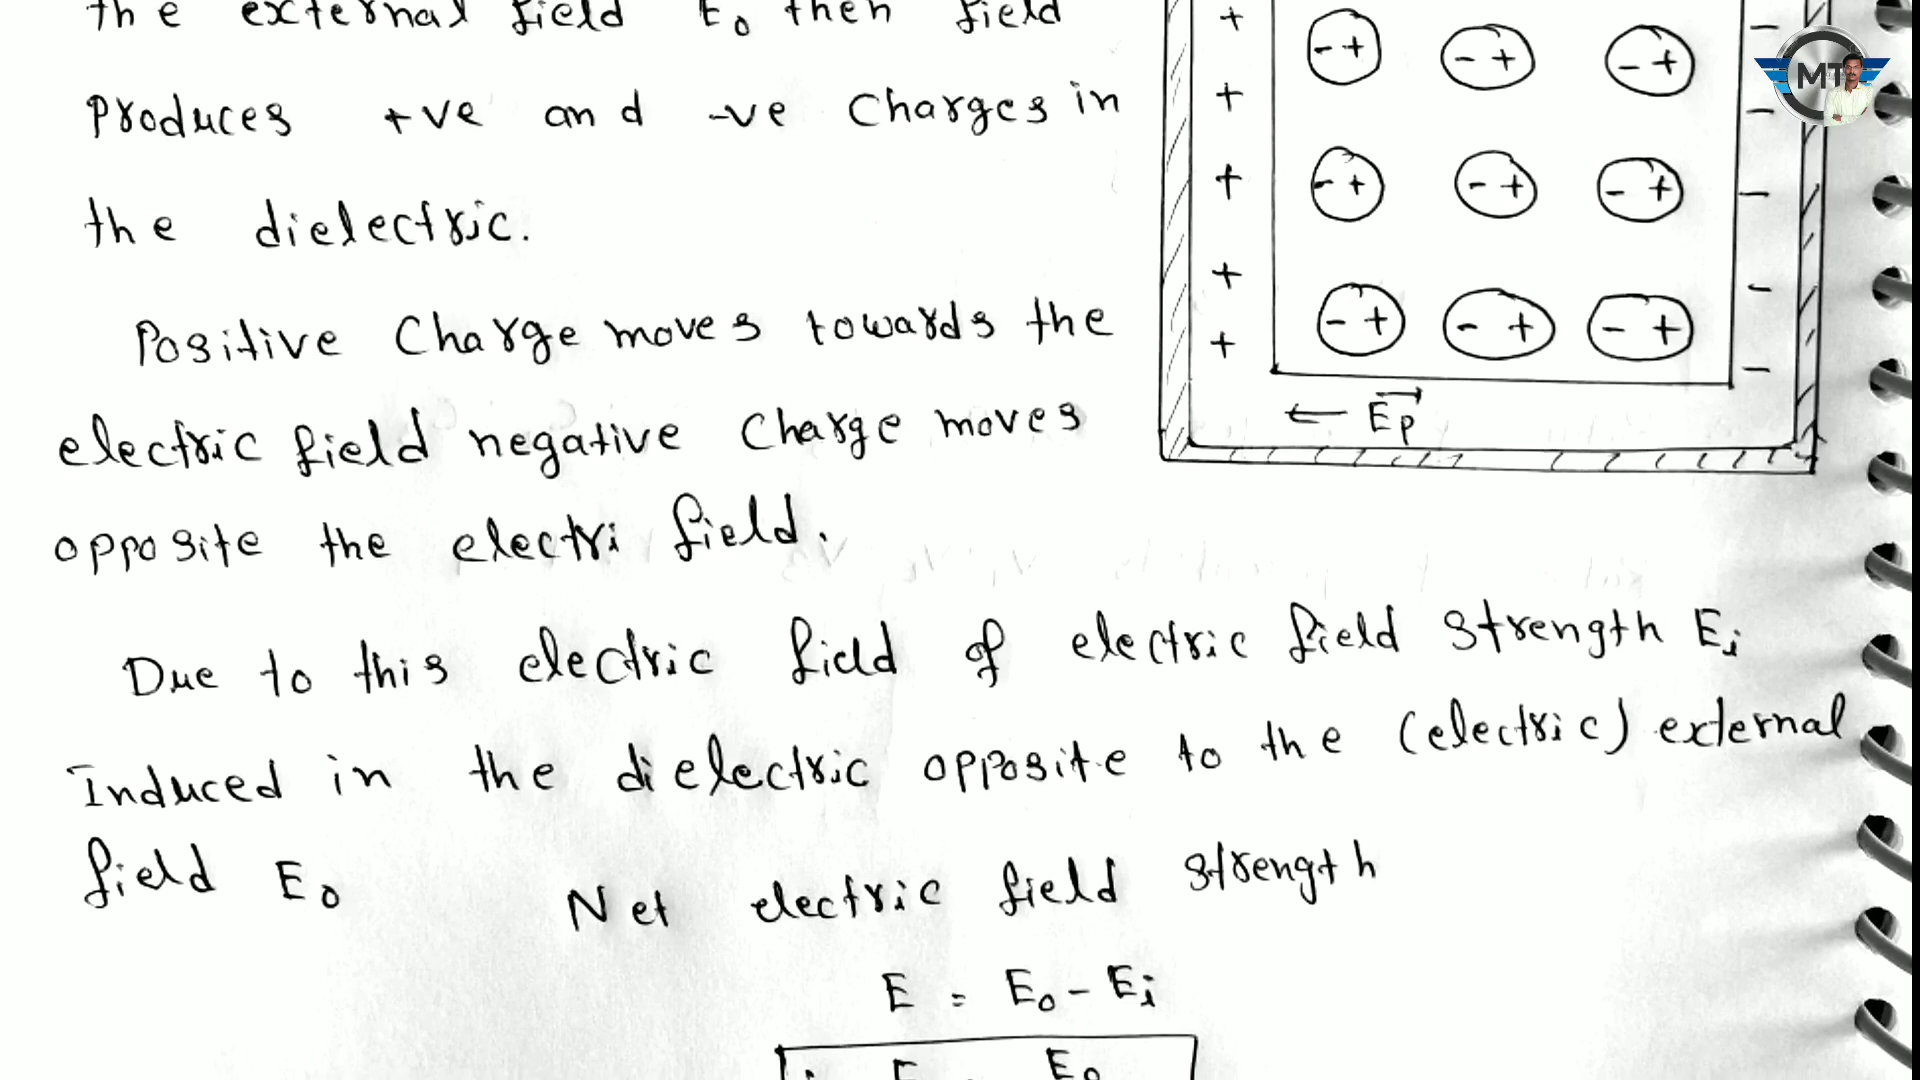 the external field E₀ then field
produces +ve and -ve Charges in
the dielectric.
Positive Charge moves towards the
electric field negative Charge moves
opposite the electri field.
Due to this electric field of electric field strength Eᵢ
Induced in the dielectric opposite to the (electric) external
field E₀ Net electric field strength
E = E₀ - Eᵢ
E₀
+ - + - + - + -
+ -
+ - + - + - + -
+ -
+ - + - + - + -
← E⃗p
MT